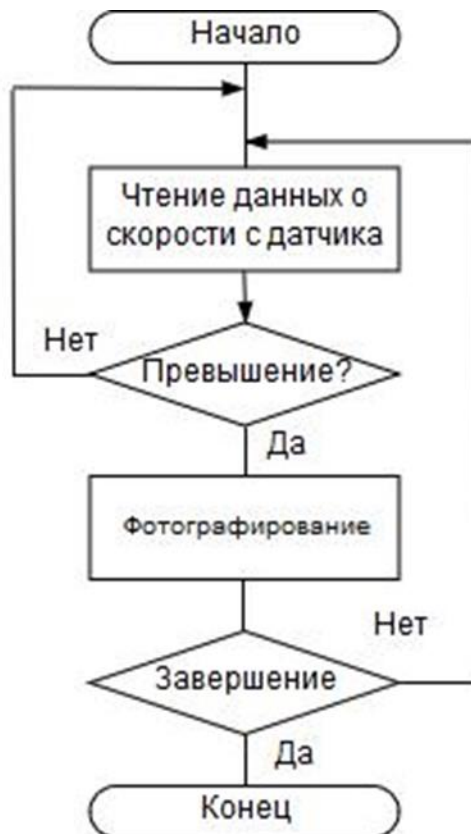 Начало
Чтение данных о
скорости с датчика
Нет
Превышение?
Да
Фотографирование
Нет
Завершение
Да
Конец